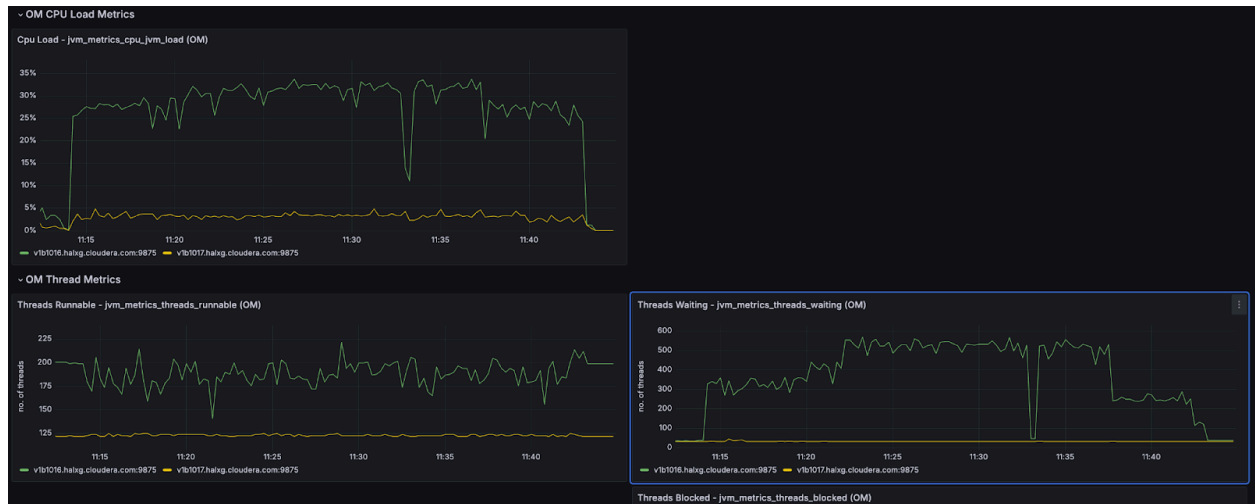 OM CPU Load Metrics
Cpu Load - jvm_metrics_cpu_jvm_load (OM)
35%
30%
25%
20%
15%
10%
5%
0%
11:15 11:20 11:25 11:30 11:35 11:40
v1b1016.halxg.cloudera.com:9875 v1b1017.halxg.cloudera.com:9875
OM Thread Metrics
Threads Runnable - jvm_metrics_threads_runnable (OM)
no. of threads
225
200
175
150
125
11:15 11:20 11:25 11:30 11:35 11:40
v1b1016.halxg.cloudera.com:9875 v1b1017.halxg.cloudera.com:9875
Threads Waiting - jvm_metrics_threads_waiting (OM)
no. of threads
600
500
400
300
200
100
0
11:15 11:20 11:25 11:30 11:35 11:40
v1b1016.halxg.cloudera.com:9875 v1b1017.halxg.cloudera.com:9875
Threads Blocked - jvm_metrics_threads_blocked (OM)